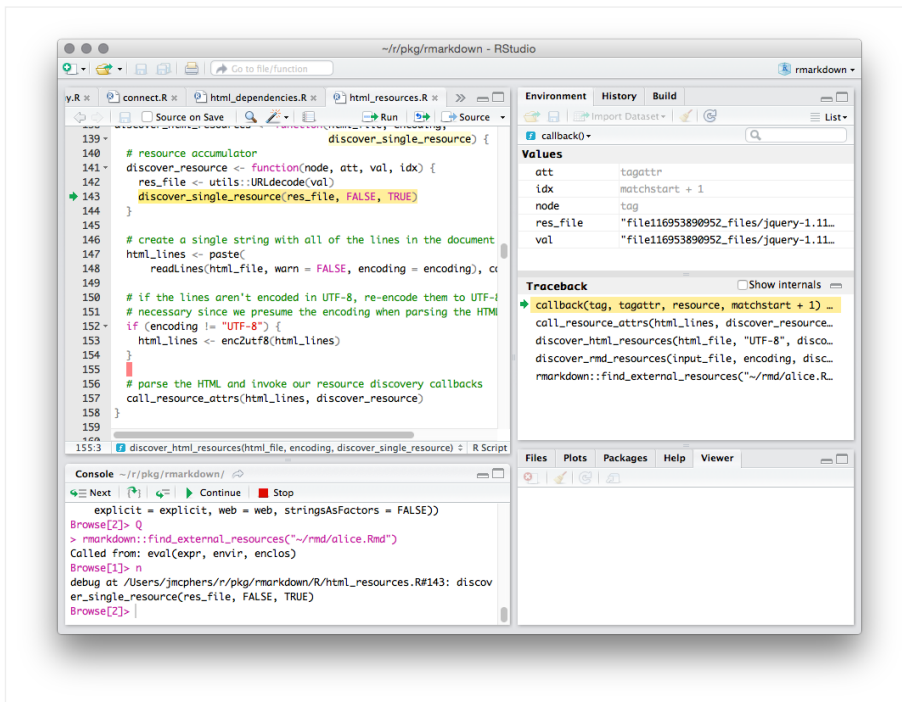 ~/r/pkg/rmarkdown - RStudio
Go to file/function
rmarkdown
y.R × connect.R × html_dependencies.R × html_resources.R ×
Source on Save Run Source
139 discover_single_resource) {
140 # resource accumulator
141 discover_resource <- function(node, att, val, idx) {
142 res_file <- utils::URLdecode(val)
143 discover_single_resource(res_file, FALSE, TRUE)
144 }
145
146 # create a single string with all of the lines in the document
147 html_lines <- paste(
148 readLines(html_file, warn = FALSE, encoding = encoding), co
149
150 # if the lines aren't encoded in UTF-8, re-encode them to UTF-8
151 # necessary since we presume the encoding when parsing the HTML
152 if (encoding != "UTF-8") {
153 html_lines <- enc2utf8(html_lines)
154 }
155
156 # parse the HTML and invoke our resource discovery callbacks
157 call_resource_attrs(html_lines, discover_resource)
158 }
159
155:3 discover_html_resources(html_file, encoding, discover_single_resource) R Script
Console ~/r/pkg/rmarkdown/
Next Continue Stop
explicit = explicit, web = web, stringsAsFactors = FALSE))
Browse[2]> Q
> rmarkdown::find_external_resources("~/rmd/alice.Rmd")
Called from: eval(expr, envir, enclos)
Browse[1]> n
debug at /Users/jmcphers/r/pkg/rmarkdown/R/html_resources.R#143: discov
er_single_resource(res_file, FALSE, TRUE)
Browse[2]>
Environment History Build
Import Dataset List
callback()
Values
att tagattr
idx matchstart + 1
node tag
res_file "file11695389095Z_files/jquery-1.11…
val "file11695389095Z_files/jquery-1.11…
Traceback Show internals
callback(tag, tagattr, resource, matchstart + 1) …
call_resource_attrs(html_lines, discover_resource…
discover_html_resources(html_file, "UTF-8", disco…
discover_rmd_resources(input_file, encoding, disc…
rmarkdown::find_external_resources("~/rmd/alice.R…
Files Plots Packages Help Viewer